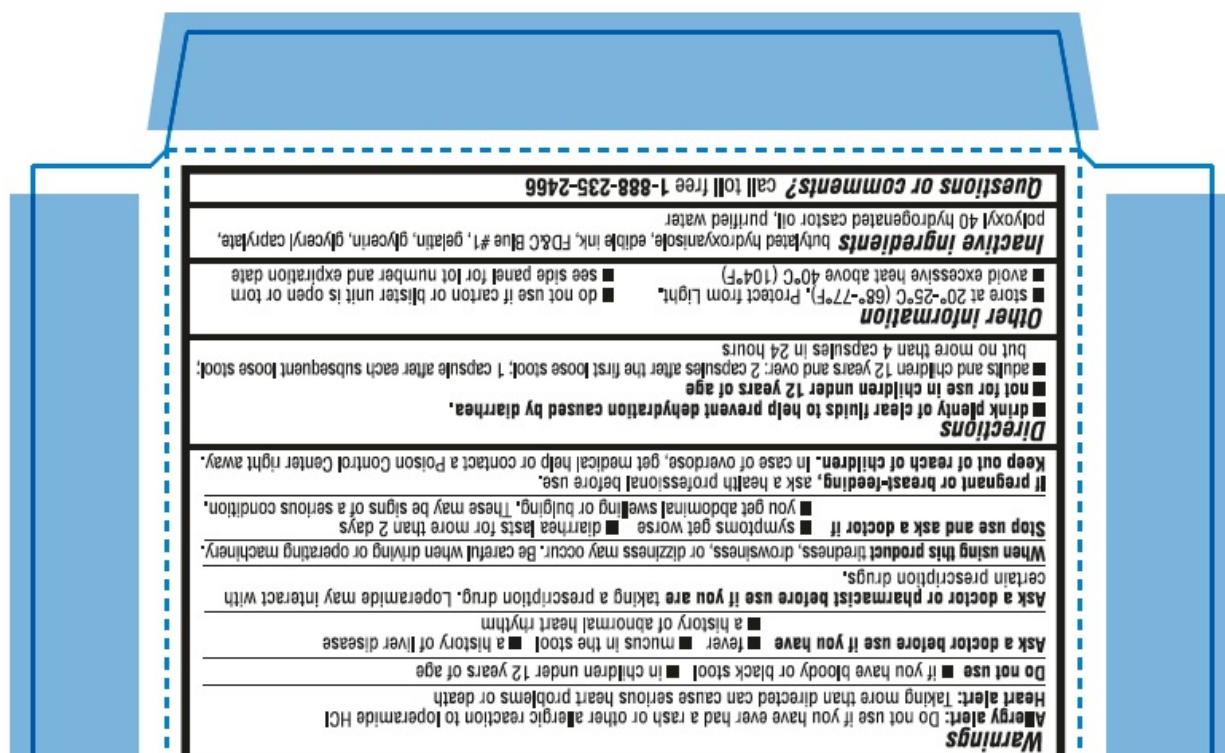 Warnings
Allergy alert: Do not use if you have ever had a rash or other allergic reaction to loperamide HCl
Heart alert: Taking more than directed can cause serious heart problems or death
Do not use ■ if you have bloody or black stool ■ in children under 12 years of age
Ask a doctor before use if you have ■ fever ■ mucus in the stool ■ a history of liver disease
■ a history of abnormal heart rhythm
Ask a doctor or pharmacist before use if you are taking a prescription drug. Loperamide may interact with
certain prescription drugs.
When using this product tiredness, drowsiness, or dizziness may occur. Be careful when driving or operating machinery.
Stop use and ask a doctor if ■ symptoms get worse ■ diarrhea lasts for more than 2 days
■ you get abdominal swelling or bulging. These may be signs of a serious condition.
If pregnant or breast-feeding, ask a health professional before use.
Keep out of reach of children. In case of overdose, get medical help or contact a Poison Control Center right away.
Directions
■ drink plenty of clear fluids to help prevent dehydration caused by diarrhea.
■ not for use in children under 12 years of age
■ adults and children 12 years and over: 2 capsules after the first loose stool; 1 capsule after each subsequent loose stool;
but no more than 4 capsules in 24 hours
Other information
■ store at 20°-25°C (68°-77°F). Protect from Light. ■ do not use if carton or blister unit is open or torn
■ avoid excessive heat above 40°C (104°F) ■ see side panel for lot number and expiration date
Inactive ingredients butylated hydroxyanisole, edible ink, FD&C Blue #1, gelatin, glycerin, glyceryl caprylate,
polyoxyl 40 hydrogenated castor oil, purified water
Questions or comments? call toll free 1-888-235-2466